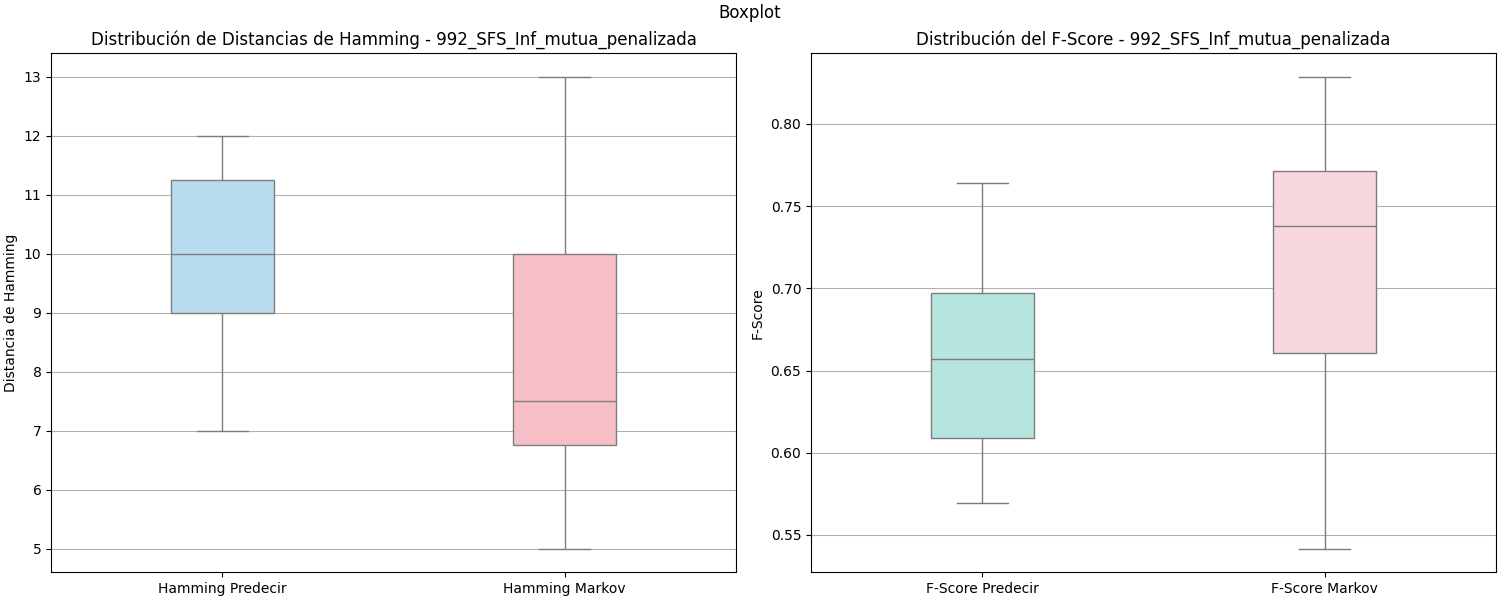 Boxplot
Distribución de Distancias de Hamming - 992_SFS_Inf_mutua_penalizada
Distancia de Hamming
13
12
11
10
9
8
7
6
5
Hamming Predecir
Hamming Markov
Distribución del F-Score - 992_SFS_Inf_mutua_penalizada
F-Score
0.80
0.75
0.70
0.65
0.60
0.55
F-Score Predecir
F-Score Markov